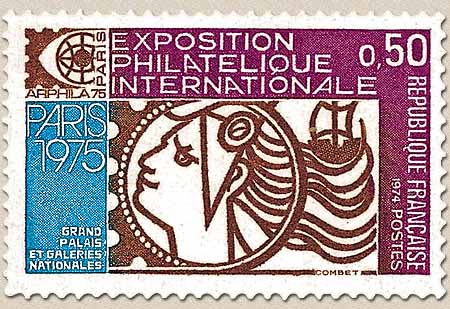 EXPOSITION
PHILATELIQUE
INTERNATIONALE
0,50
PARIS
ARPHILA 75
PARIS
1975
GRAND
PALAIS
ET GALERIES
NATIONALES
REPUBLIQUE FRANÇAISE
1974 POSTES
COMBET